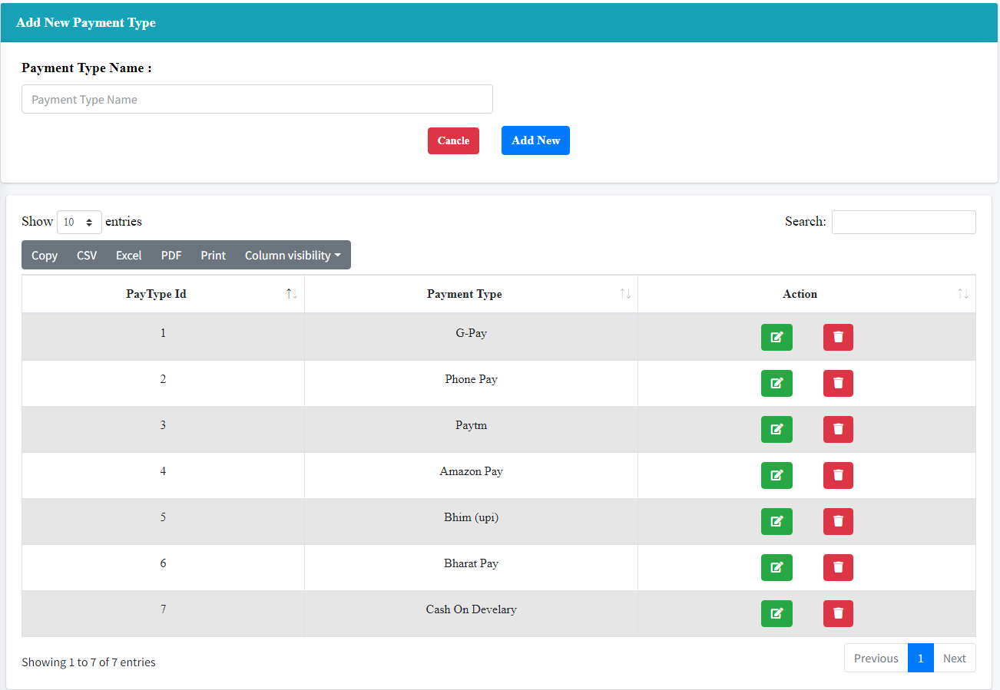 Add New Payment Type
Payment Type Name :
Payment Type Name
Cancle Add New
Show 10 entries Search:
Copy CSV Excel PDF Print Column visibility
PayType Id Payment Type Action
1 G-Pay
2 Phone Pay
3 Paytm
4 Amazon Pay
5 Bhim (upi)
6 Bharat Pay
7 Cash On Develary
Showing 1 to 7 of 7 entries Previous 1 Next